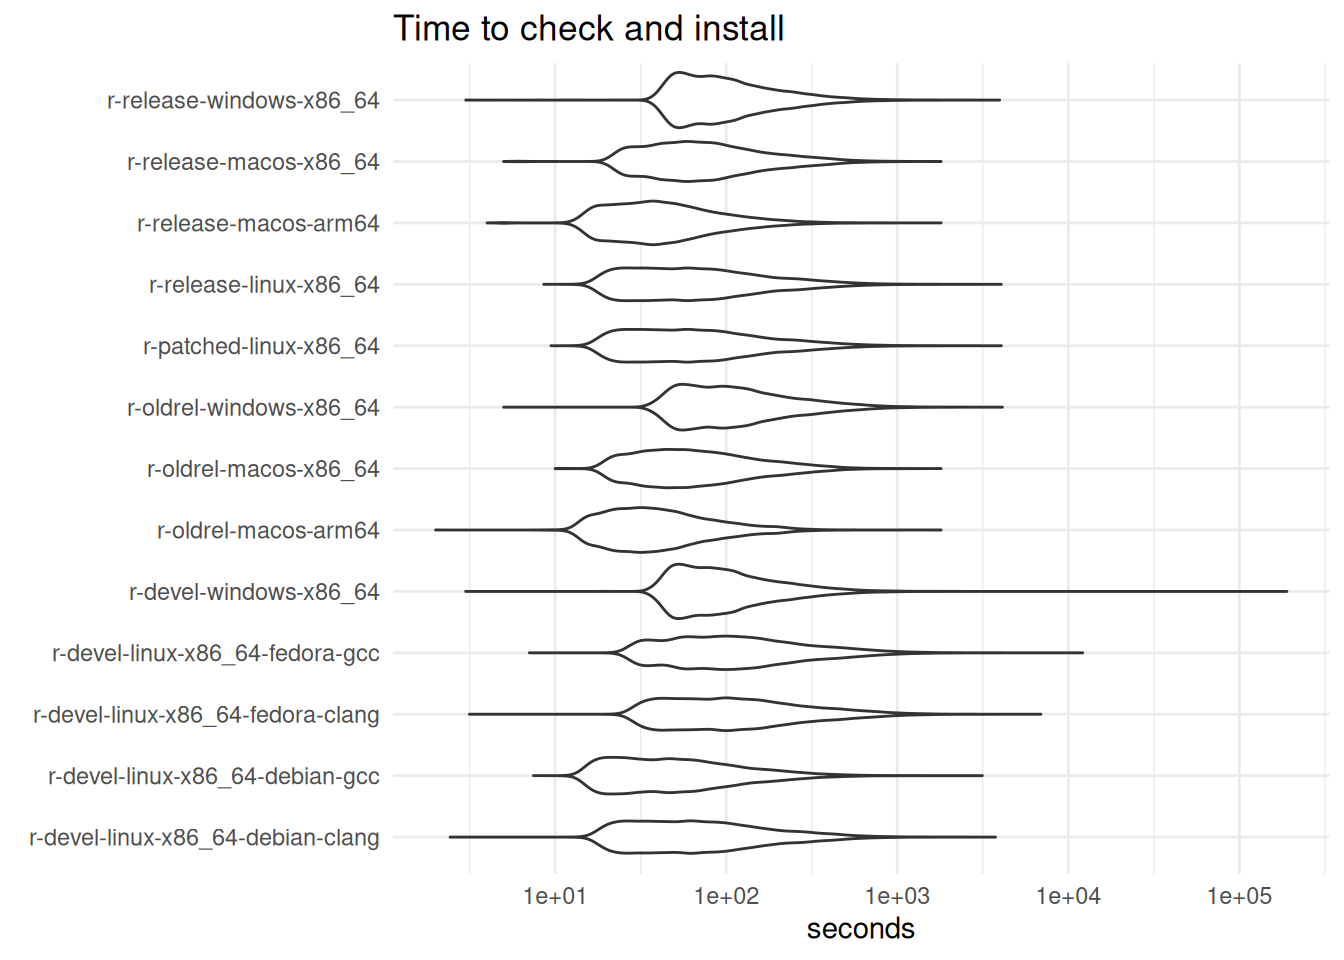 Time to check and install
r-release-windows-x86_64
r-release-macos-x86_64
r-release-macos-arm64
r-release-linux-x86_64
r-patched-linux-x86_64
r-oldrel-windows-x86_64
r-oldrel-macos-x86_64
r-oldrel-macos-arm64
r-devel-windows-x86_64
r-devel-linux-x86_64-fedora-gcc
r-devel-linux-x86_64-fedora-clang
r-devel-linux-x86_64-debian-gcc
r-devel-linux-x86_64-debian-clang
1e+01 1e+02 1e+03 1e+04 1e+05
seconds